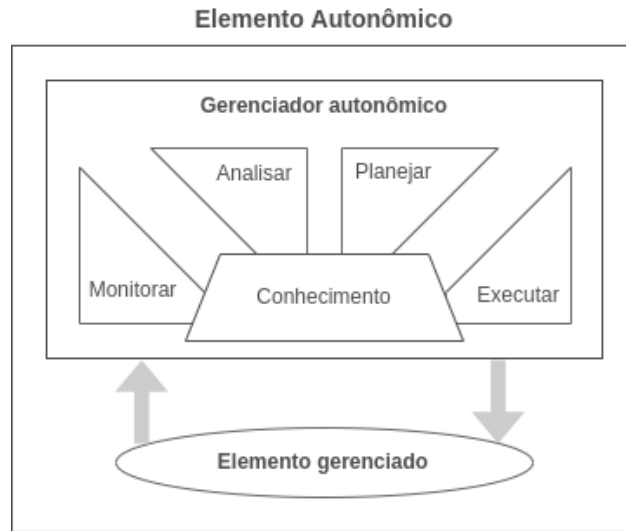 Elemento Autonômico
Gerenciador autonômico
Analisar
Planejar
Monitorar
Conhecimento
Executar
Elemento gerenciado